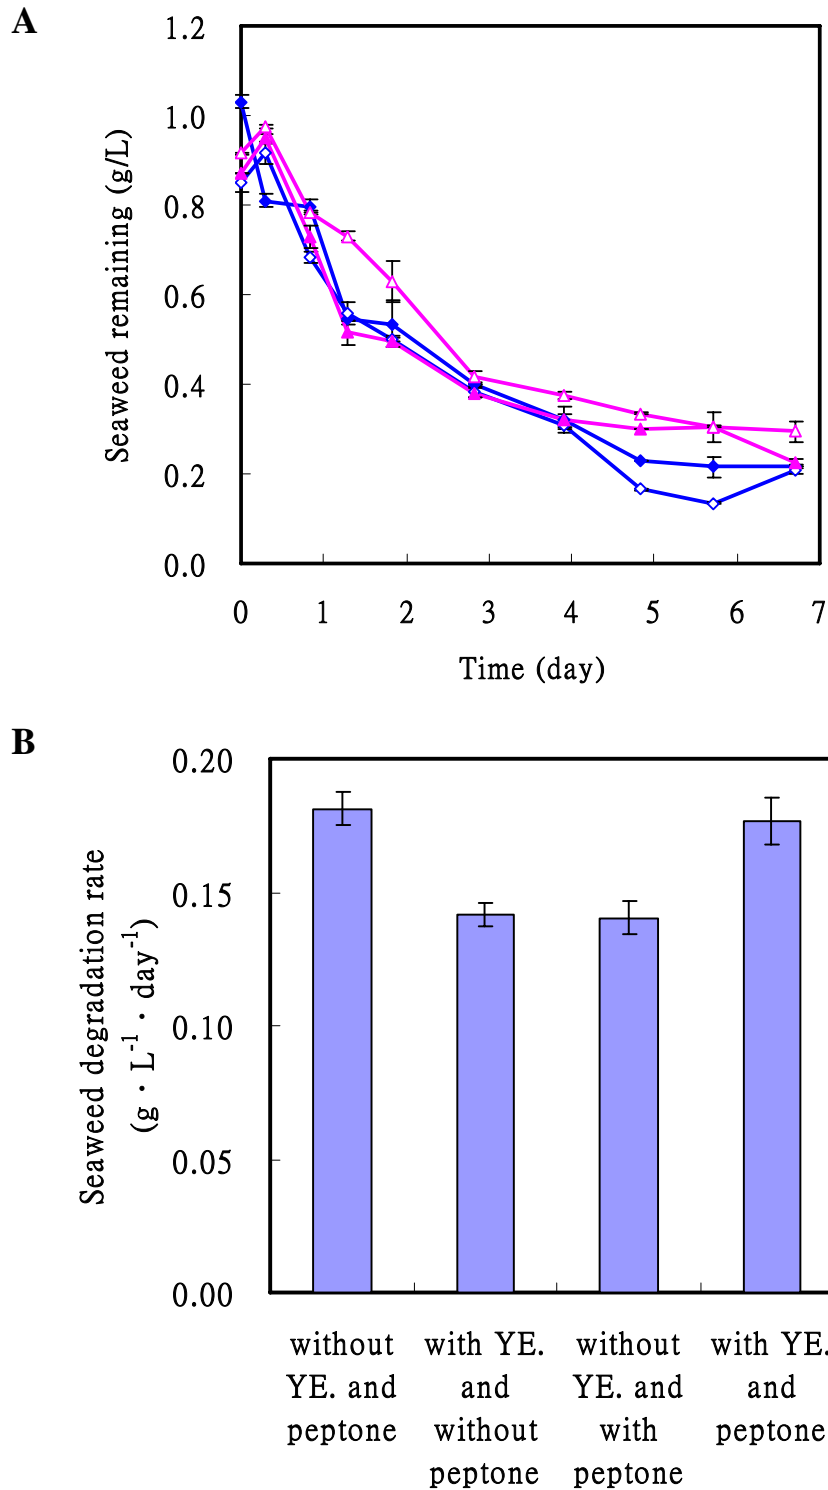 A
1.2
1.0
0.8
0.6
0.4
0.2
0.0
Seaweed remaining (g/L)
0 1 2 3 4 5 6 7
Time (day)
B
0.20
0.15
0.10
0.05
0.00
Seaweed degradation rate
(g · L⁻¹ · day⁻¹)
without with YE. without with YE.
YE. and and YE. and and
peptone without with peptone
peptone peptone